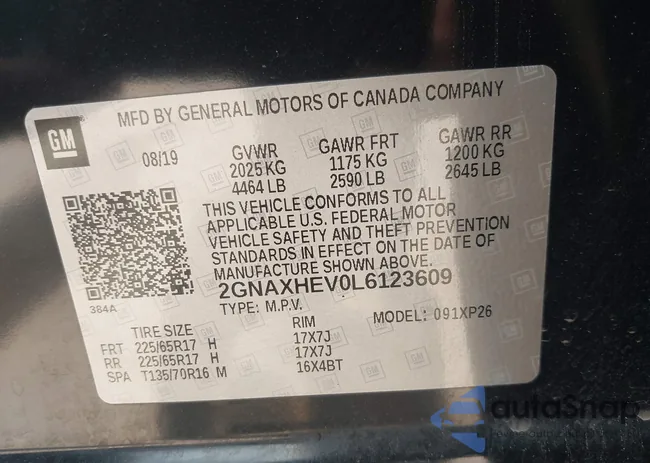 MFD BY GENERAL MOTORS OF CANADA COMPANY
GM
08/19 GVWR GAWR FRT GAWR RR
2025 KG 1175 KG 1200 KG
4464 LB 2590 LB 2645 LB
THIS VEHICLE CONFORMS TO ALL
APPLICABLE U.S. FEDERAL MOTOR
VEHICLE SAFETY AND THEFT PREVENTION
STANDARDS IN EFFECT ON THE DATE OF
MANUFACTURE SHOWN ABOVE.
2GNAXHEV0L6123609
384A
TYPE: M.P.V. MODEL: 091XP26
TIRE SIZE RIM
FRT 225/65R17 H 17X7J
RR 225/65R17 H 17X7J
SPA T135/70R16 M 16X4BT
autoSnap